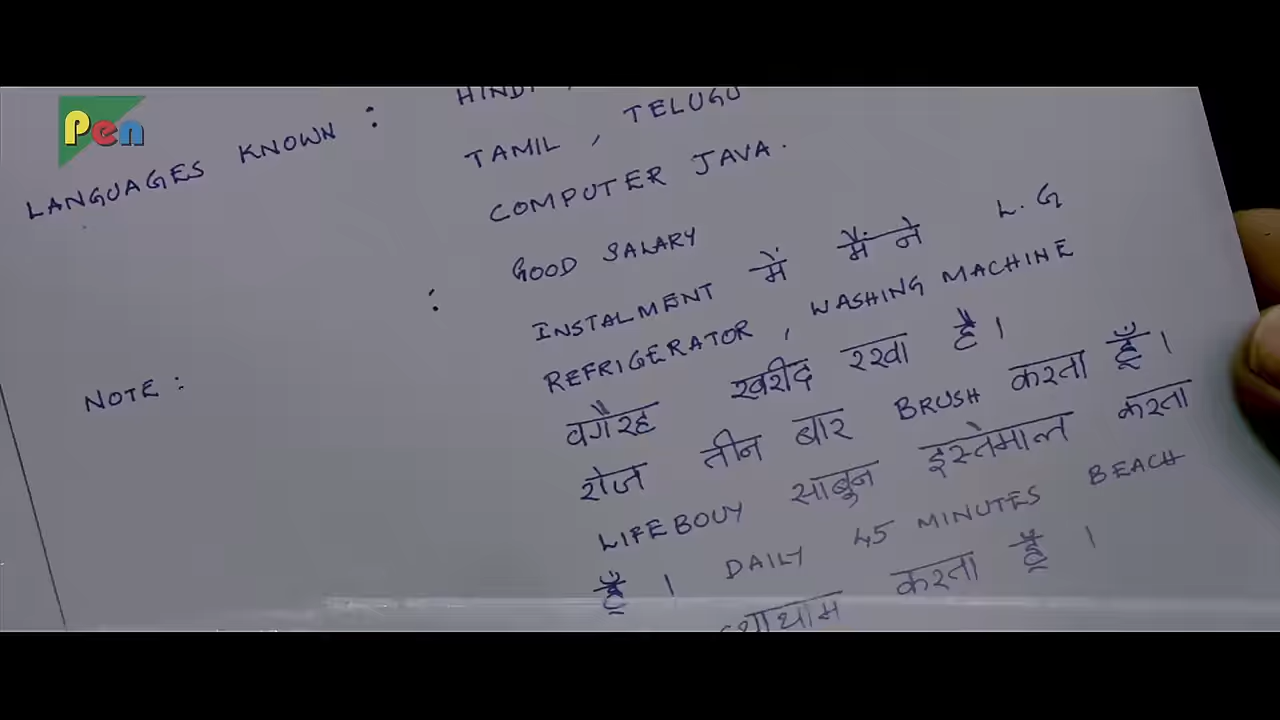 Pen
HINDI,
LANGUAGES KNOWN : TAMIL, TELUGU
COMPUTER JAVA.
: GOOD SALARY
NOTE : INSTALMENT में मैं ने L.G
REFRIGERATOR, WASHING MACHINE
वगैरह खरीद रखा है।
रोज तीन बार BRUSH करता हूँ।
LIFEBOUY साबुन इस्तेमाल करता
हूँ। DAILY 45 MINUTES BEACH
करता हूँ।